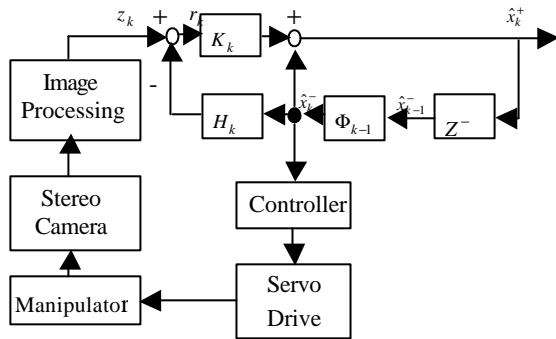 z_k + r_k K_k + x̂_k^+
Image
Processing
-
H_k x̂_k^- Φ_{k-1} x̂_{k-1}^- Z^-
Stereo
Camera
Controller
Manipulator
Servo
Drive